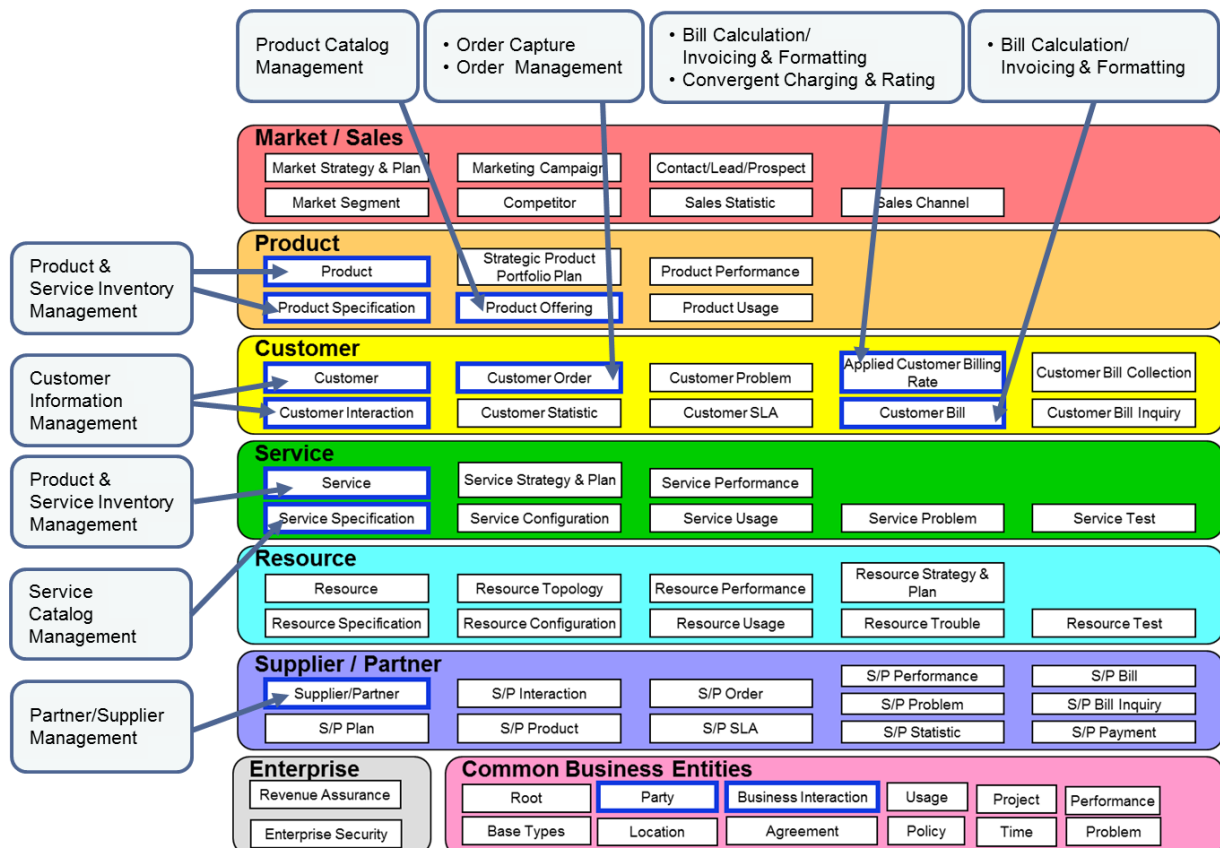 Product Catalog
Management
• Order Capture
• Order Management
• Bill Calculation/
Invoicing & Formatting
• Convergent Charging & Rating
• Bill Calculation/
Invoicing & Formatting
Market / Sales
Market Strategy & Plan
Marketing Campaign
Contact/Lead/Prospect
Market Segment
Competitor
Sales Statistic
Sales Channel
Product &
Service Inventory
Management
Product
Product
Strategic Product
Portfolio Plan
Product Performance
Product Specification
Product Offering
Product Usage
Customer
Information
Management
Customer
Customer
Customer Order
Customer Problem
Applied Customer Billing
Rate
Customer Bill Collection
Customer Interaction
Customer Statistic
Customer SLA
Customer Bill
Customer Bill Inquiry
Product &
Service Inventory
Management
Service
Service
Service Strategy & Plan
Service Performance
Service Specification
Service Configuration
Service Usage
Service Problem
Service Test
Service
Catalog
Management
Resource
Resource
Resource Topology
Resource Performance
Resource Strategy &
Plan
Resource Specification
Resource Configuration
Resource Usage
Resource Trouble
Resource Test
Partner/Supplier
Management
Supplier / Partner
Supplier/Partner
S/P Interaction
S/P Order
S/P Performance
S/P Bill
S/P Problem
S/P Bill Inquiry
S/P Plan
S/P Product
S/P SLA
S/P Statistic
S/P Payment
Enterprise
Revenue Assurance
Enterprise Security
Common Business Entities
Root
Party
Business Interaction
Usage
Project
Performance
Base Types
Location
Agreement
Policy
Time
Problem